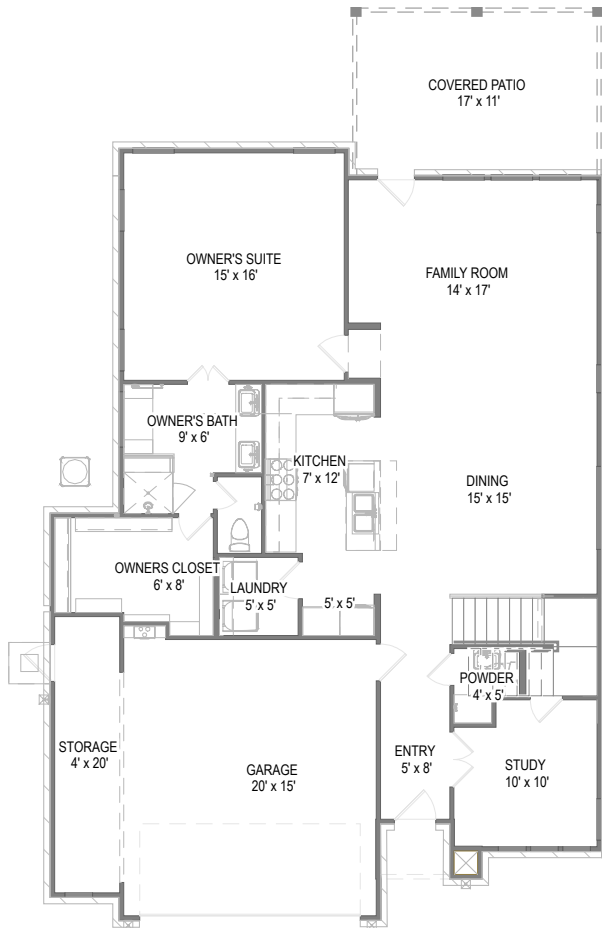 COVERED PATIO
17' x 11'
OWNER'S SUITE
15' x 16'
FAMILY ROOM
14' x 17'
OWNER'S BATH
9' x 6'
KITCHEN
7' x 12'
DINING
15' x 15'
OWNERS CLOSET
6' x 8'
LAUNDRY
5' x 5'
5' x 5'
POWDER
4' x 5'
STORAGE
4' x 20'
GARAGE
20' x 15'
ENTRY
5' x 8'
STUDY
10' x 10'